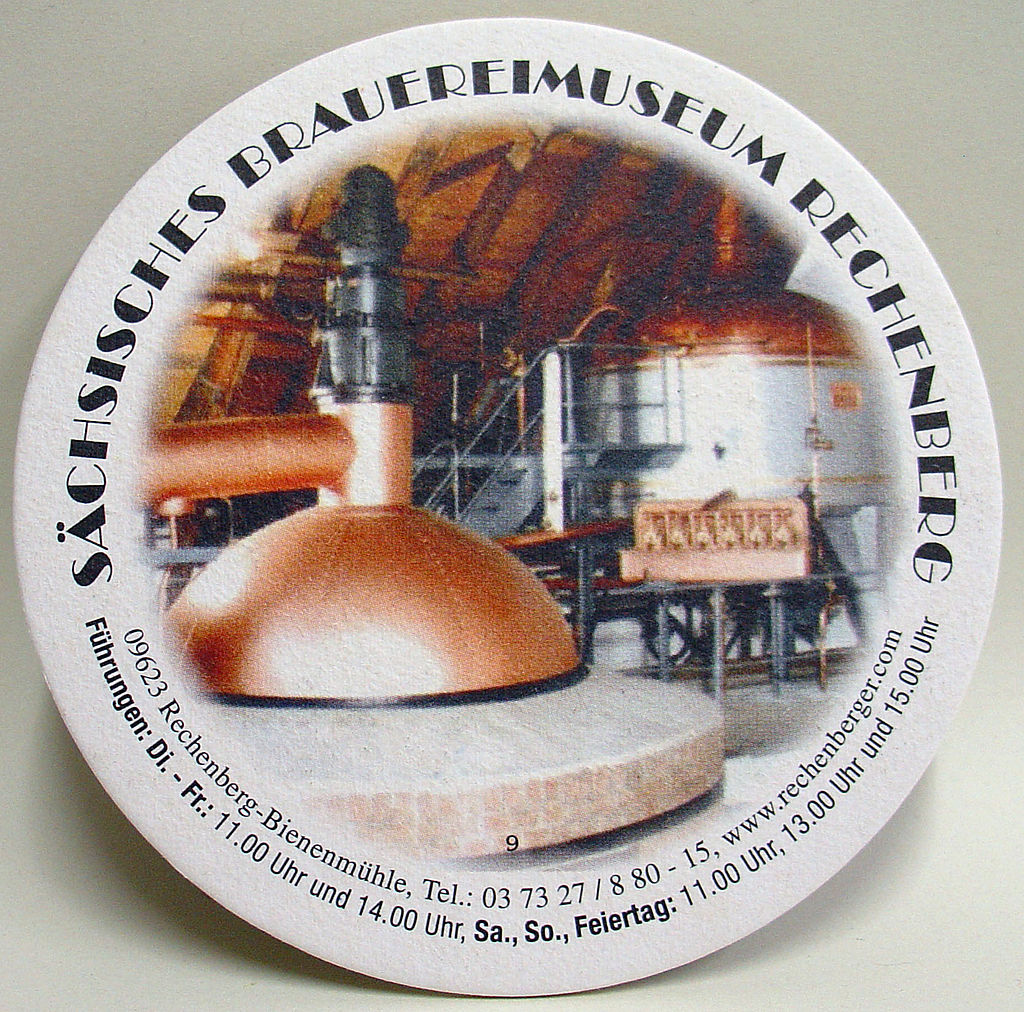 SÄCHSISCHES BRAUEREIMUSEUM RECHENBERG
9
09623 Rechenberg-Bienenmühle, Tel.: 03 73 27 / 8 80 - 15, www.rechenberger.com
Führungen: Di. - Fr.: 11.00 Uhr und 14.00 Uhr, Sa., So., Feiertag: 11.00 Uhr, 13.00 Uhr und 15.00 Uhr